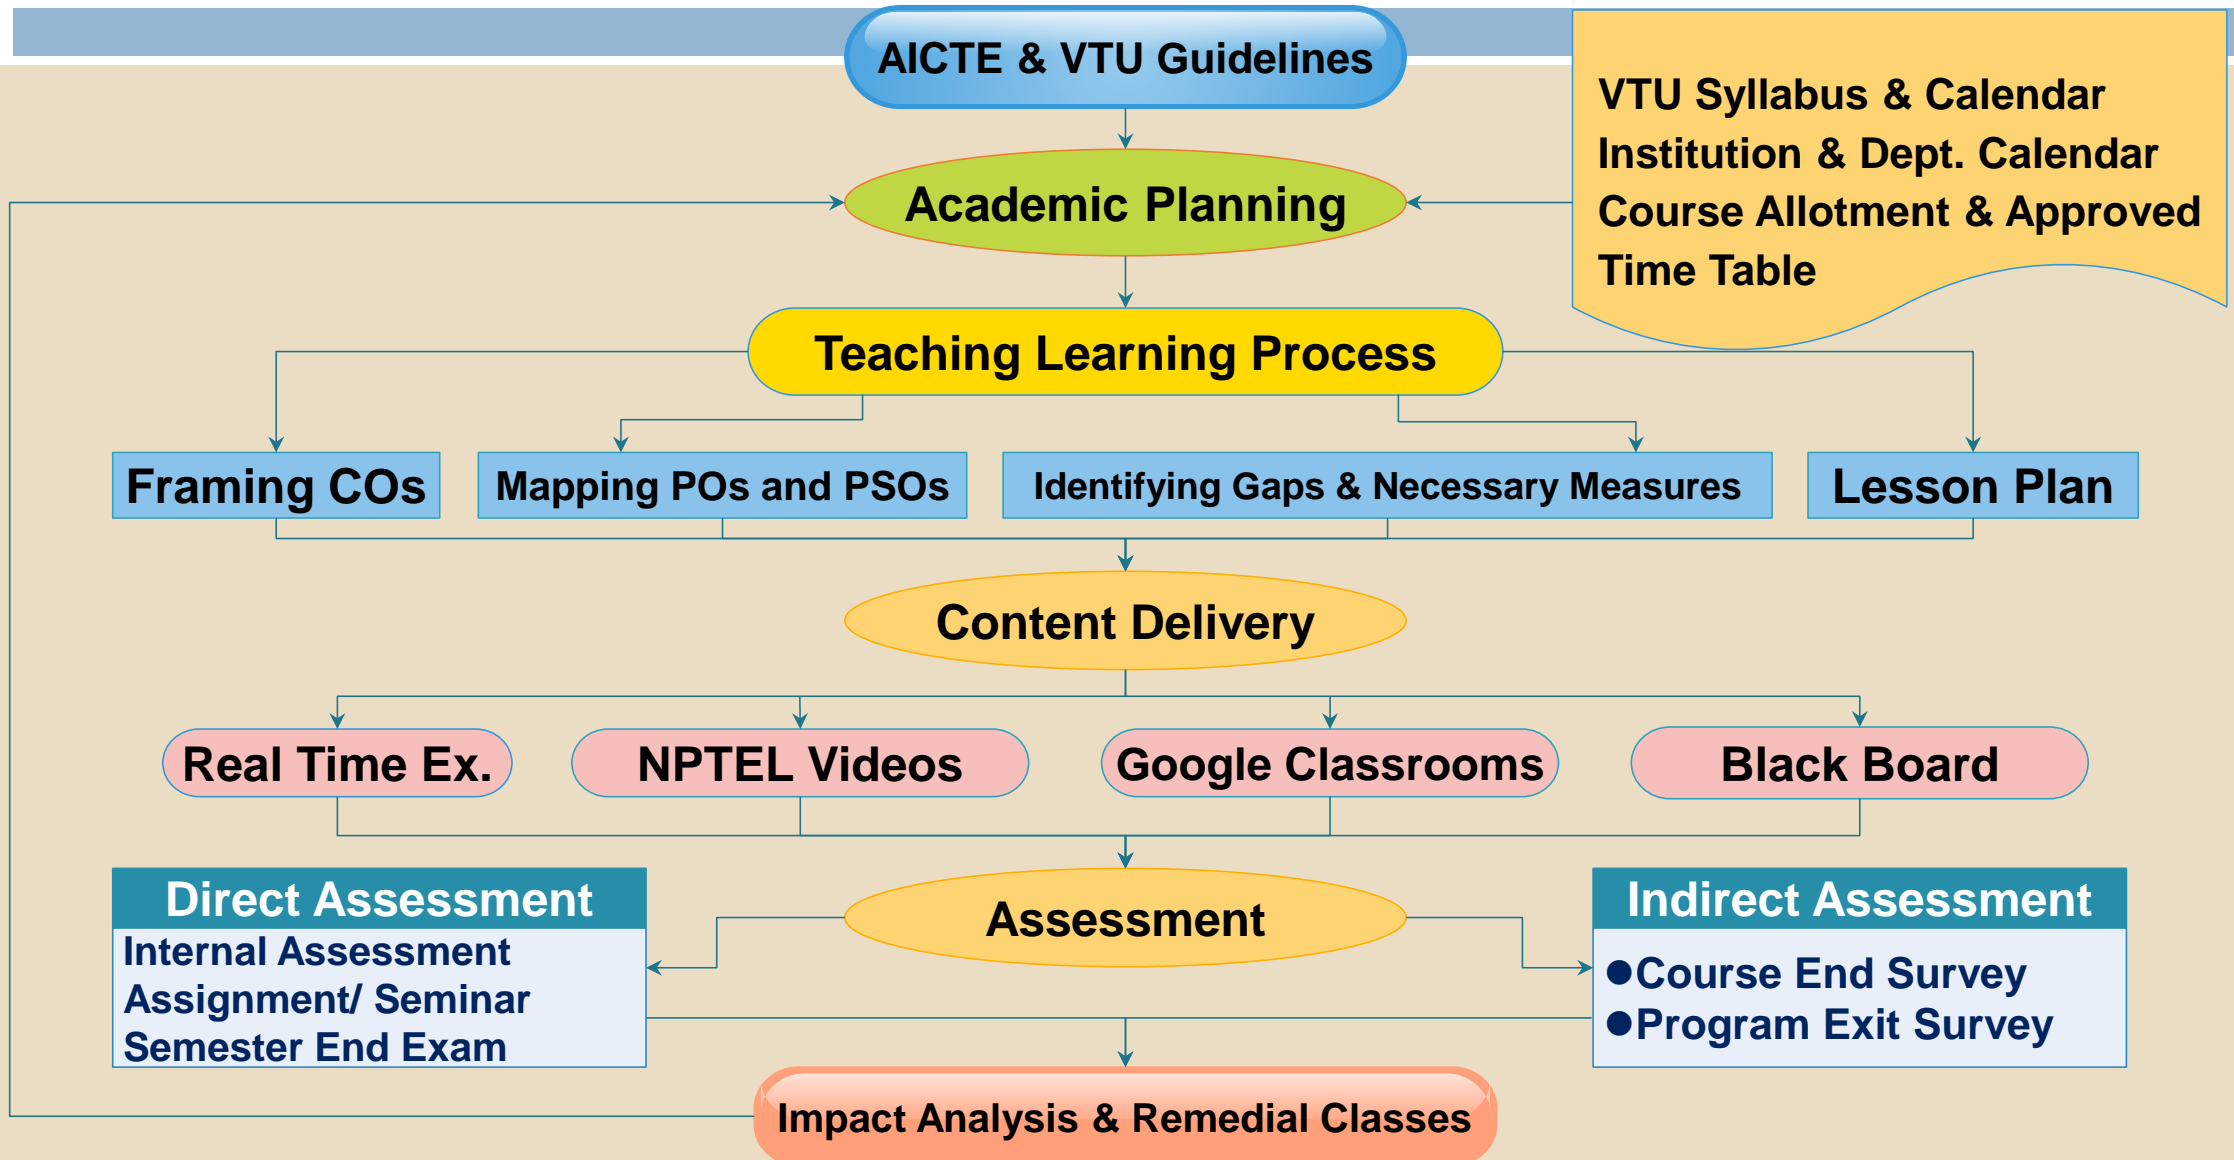 AICTE & VTU Guidelines
VTU Syllabus & Calendar
Institution & Dept. Calendar
Course Allotment & Approved
Time Table
Academic Planning
Teaching Learning Process
Framing COs
Mapping POs and PSOs
Identifying Gaps & Necessary Measures
Lesson Plan
Content Delivery
Real Time Ex.
NPTEL Videos
Google Classrooms
Black Board
Assessment
Direct Assessment
Internal Assessment
Assignment/ Seminar
Semester End Exam
Indirect Assessment
●Course End Survey
●Program Exit Survey
Impact Analysis & Remedial Classes